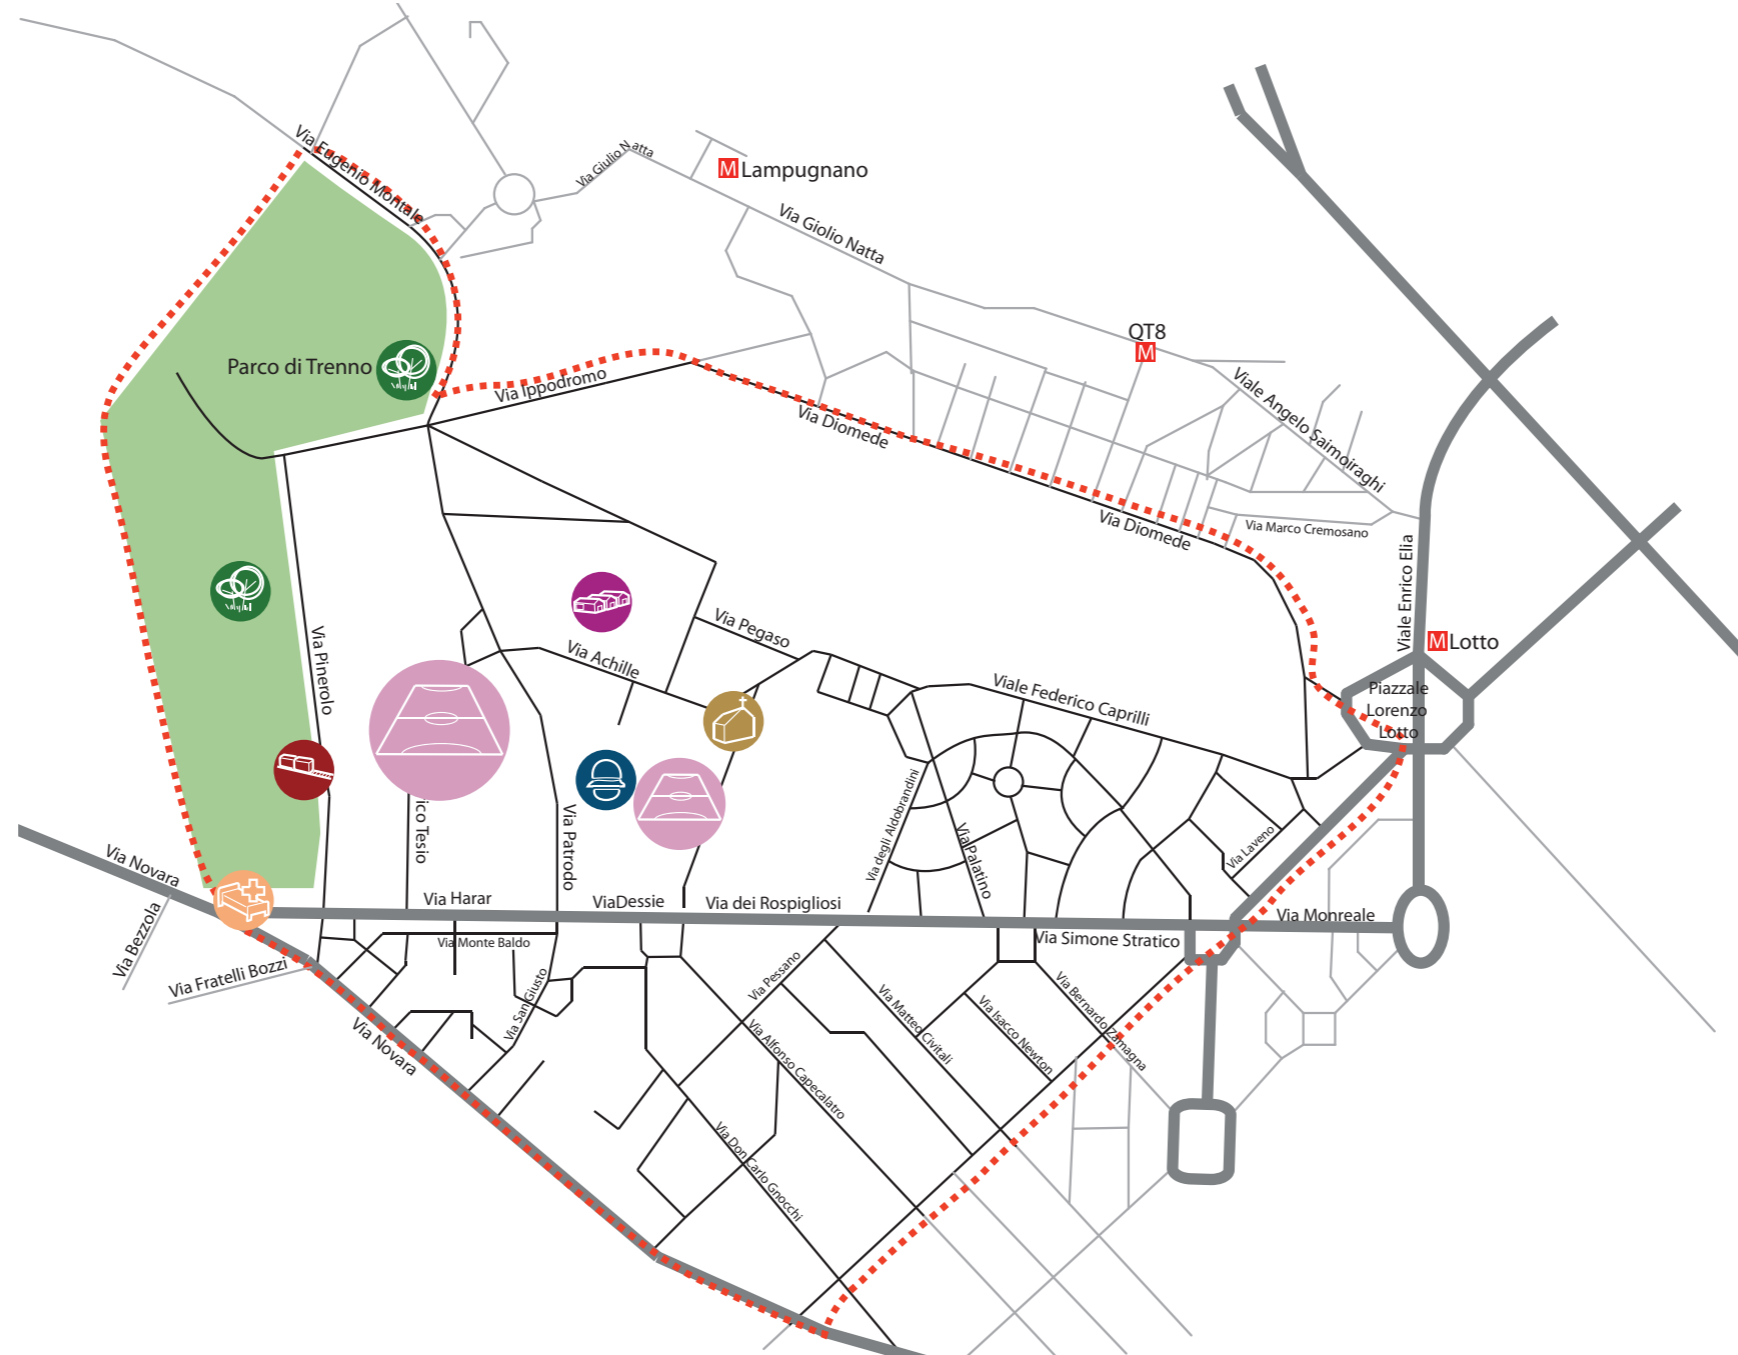 Via Eugenio Montale
Via Giulio Natta
M Lampugnano
Via Giolio Natta
QT8
M
Parco di Trenno
Via Ippodromo
Via Diomede
Viale Angelo Saimoiraghi
Via Diomede
Via Marco Cremosano
Viale Enrico Elia
M Lotto
Via Pinerolo
Via Pegaso
Via Achille
Viale Federico Caprilli
Piazzale
Lorenzo
Lotto
ico Tesio
Via Patrodo
Via degli Aldobrandini
Via Palatino
Via Laveno
Via Novara
Via Harar
ViaDessie
Via dei Rospigliosi
Via Monreale
Via Bezzola
Via Fratelli Bozzi
Via Monte Baldo
Via Simone Stratico
Via San Giusto
Via Pessano
Via Matteo Civitali
Via Isacco Newton
Via Bernardo Zamagna
Via Novara
Via Alfonso Capecalatro
Via Don Carlo Gnocchi